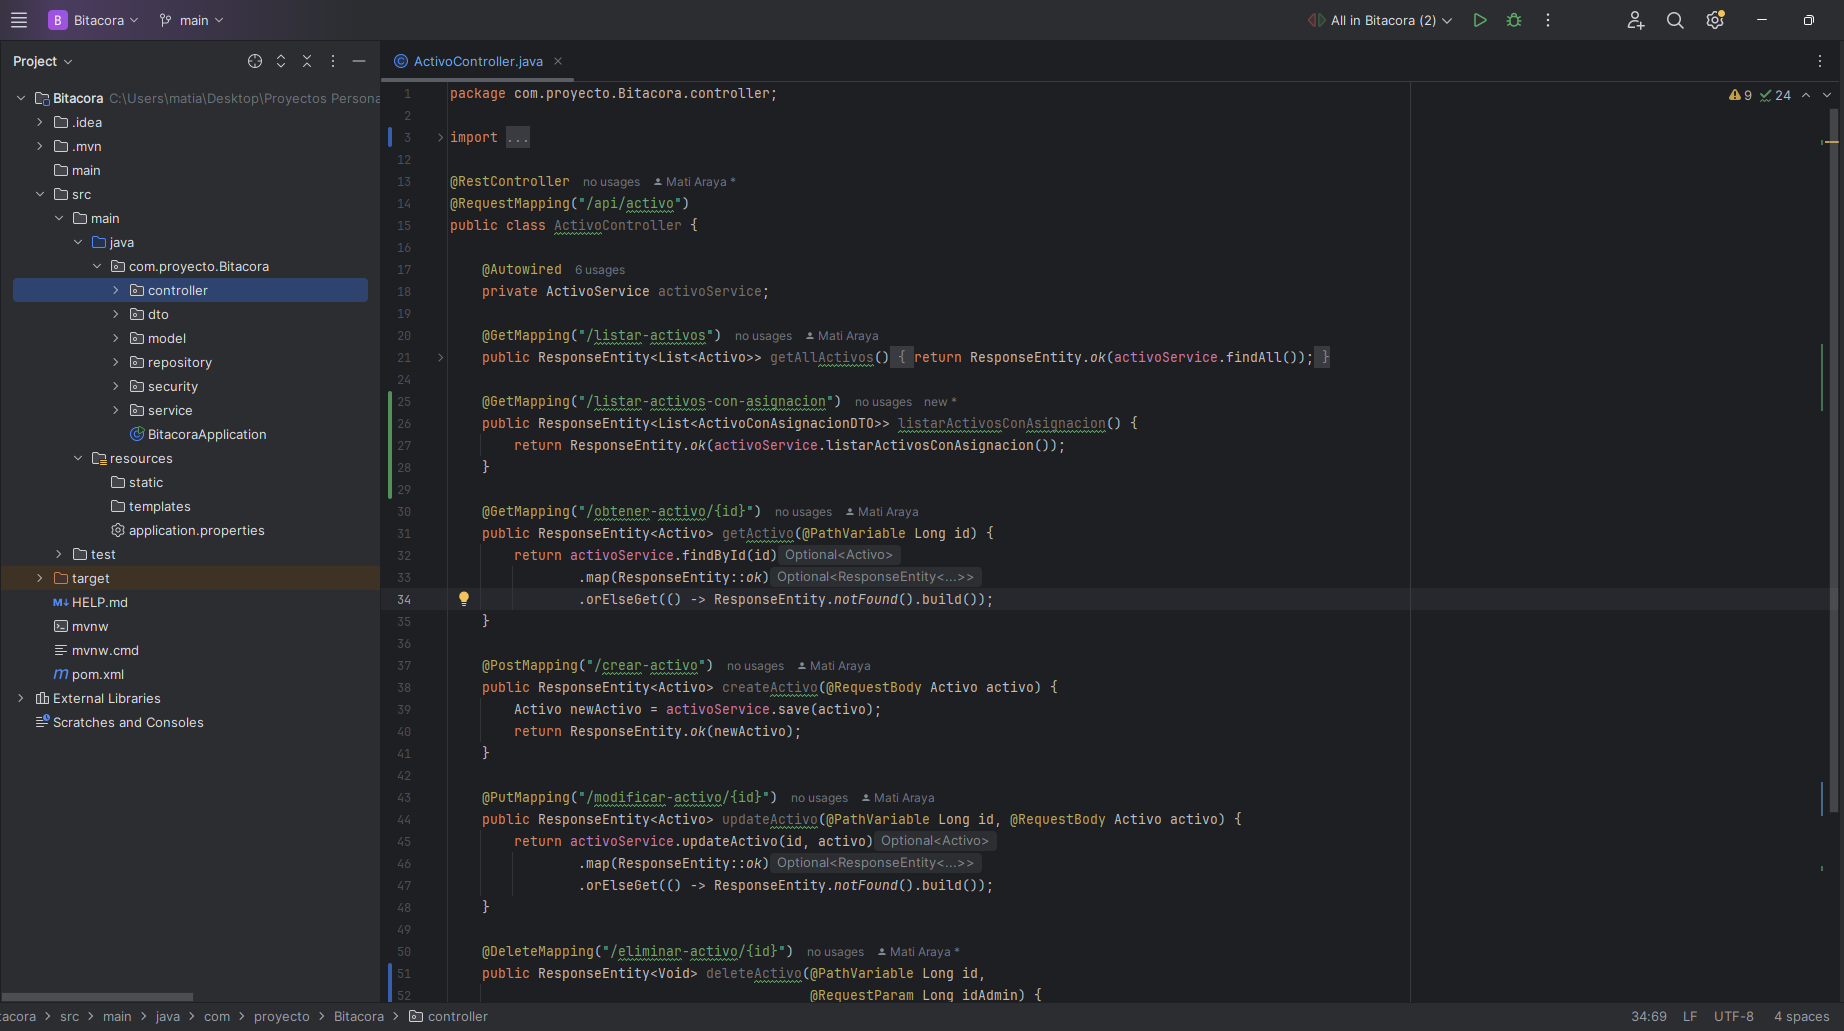 B Bitacora main All in Bitacora (2)
Project
Bitacora C:\Users\matia\Desktop\Proyectos Persona
.idea
.mvn
main
src
main
java
com.proyecto.Bitacora
controller
dto
model
repository
security
service
BitacoraApplication
resources
static
templates
application.properties
test
target
M↓ HELP.md
mvnw
mvnw.cmd
m pom.xml
External Libraries
Scratches and Consoles
ActivoController.java
9 24
1 package com.proyecto.Bitacora.controller;
2
3 import ...
12
13 @RestController no usages Mati Araya *
14 @RequestMapping("/api/activo")
15 public class ActivoController {
16
17 @Autowired 6 usages
18 private ActivoService activoService;
19
20 @GetMapping("/listar-activos") no usages Mati Araya
21 public ResponseEntity<List<Activo>> getAllActivos() { return ResponseEntity.ok(activoService.findAll()); }
24
25 @GetMapping("/listar-activos-con-asignacion") no usages new *
26 public ResponseEntity<List<ActivoConAsignacionDTO>> listarActivosConAsignacion() {
27 return ResponseEntity.ok(activoService.listarActivosConAsignacion());
28 }
29
30 @GetMapping("/obtener-activo/{id}") no usages Mati Araya
31 public ResponseEntity<Activo> getActivo(@PathVariable Long id) {
32 return activoService.findById(id) Optional<Activo>
33 .map(ResponseEntity::ok) Optional<ResponseEntity<...>>
34 .orElseGet(() -> ResponseEntity.notFound().build());
35 }
36
37 @PostMapping("/crear-activo") no usages Mati Araya
38 public ResponseEntity<Activo> createActivo(@RequestBody Activo activo) {
39 Activo newActivo = activoService.save(activo);
40 return ResponseEntity.ok(newActivo);
41 }
42
43 @PutMapping("/modificar-activo/{id}") no usages Mati Araya
44 public ResponseEntity<Activo> updateActivo(@PathVariable Long id, @RequestBody Activo activo) {
45 return activoService.updateActivo(id, activo) Optional<Activo>
46 .map(ResponseEntity::ok) Optional<ResponseEntity<...>>
47 .orElseGet(() -> ResponseEntity.notFound().build());
48 }
49
50 @DeleteMapping("/eliminar-activo/{id}") no usages Mati Araya *
51 public ResponseEntity<Void> deleteActivo(@PathVariable Long id,
52 @RequestParam Long idAdmin) {
tacora > src > main > java > com > proyecto > Bitacora > controller 34:69 LF UTF-8 4 spaces